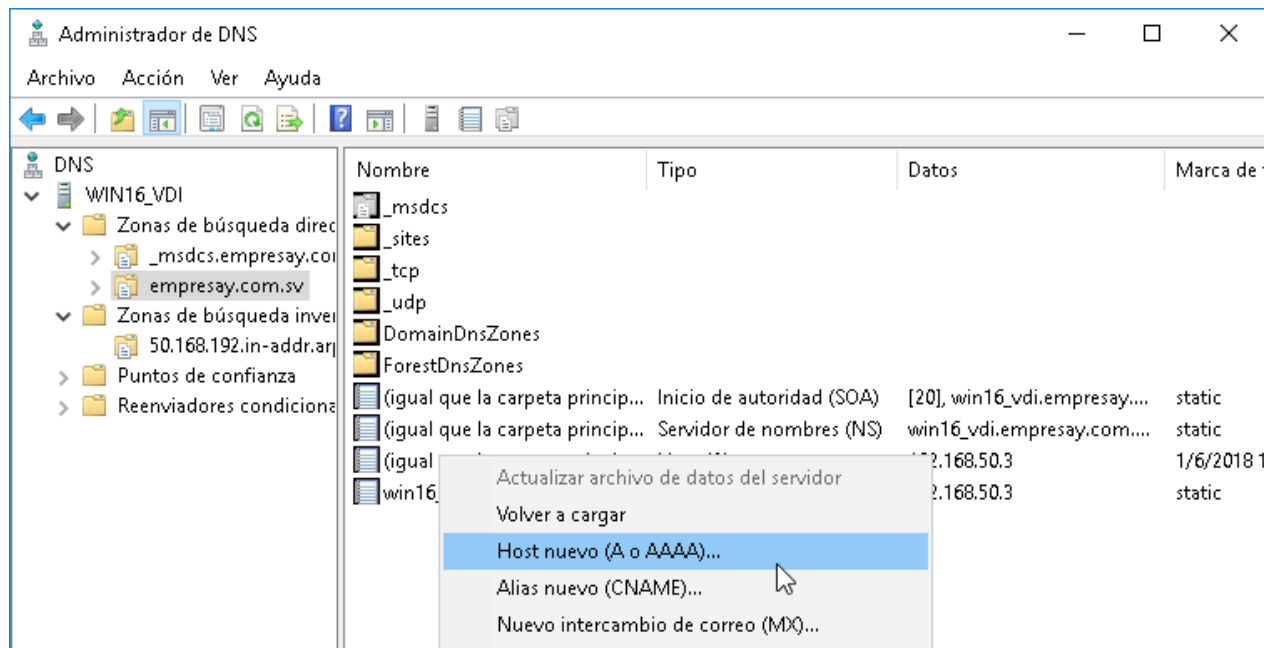 Administrador de DNS
Archivo Acción Ver Ayuda
DNS
WIN16_VDI
Zonas de búsqueda direc
_msdcs.empresay.co
empresay.com.sv
Zonas de búsqueda inve
50.168.192.in-addr.ar
Puntos de confianza
Reenviadores condiciona
Nombre Tipo Datos Marca de
_msdcs
_sites
_tcp
_udp
DomainDnsZones
ForestDnsZones
(igual que la carpeta princip... Inicio de autoridad (SOA) [20], win16_vdi.empresay.... static
(igual que la carpeta princip... Servidor de nombres (NS) win16_vdi.empresay.com.... static
(igual 2.168.50.3 1/6/2018 1
win16_ 2.168.50.3 static
Actualizar archivo de datos del servidor
Volver a cargar
Host nuevo (A o AAAA)...
Alias nuevo (CNAME)...
Nuevo intercambio de correo (MX)...